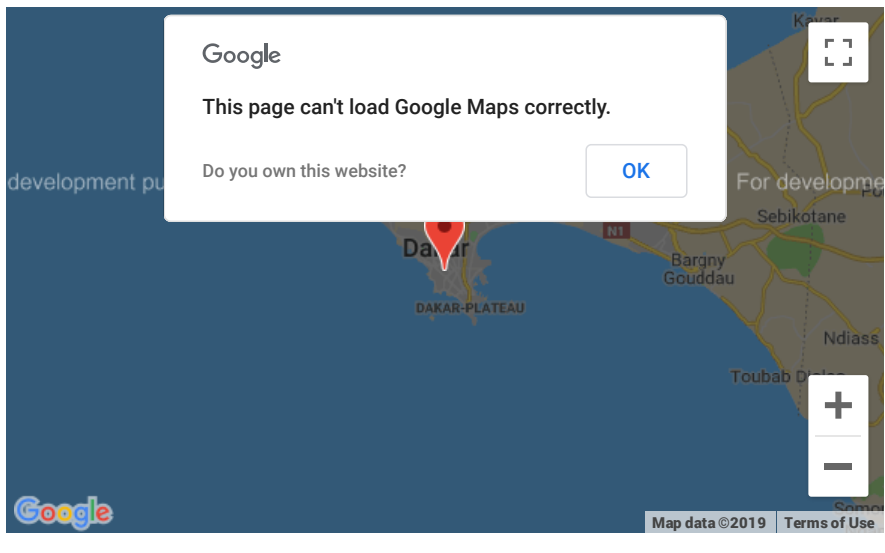 Kayar
Google
This page can't load Google Maps correctly.
Do you own this website?
OK
development pu
For developme
Sebikotane
N1
Dakar
Bargny
Gouddau
DAKAR-PLATEAU
Ndiass
Toubab D
+
−
Google
Somon
Map data ©2019
Terms of Use